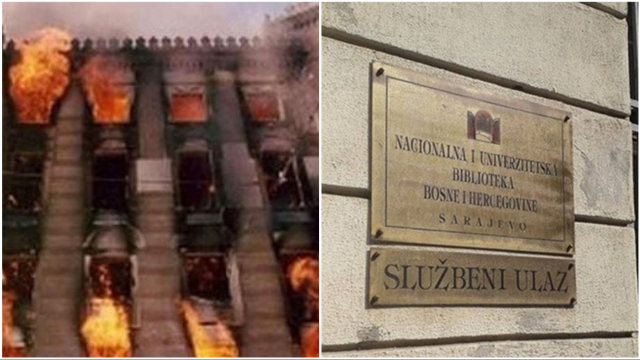 NACIONALNA I UNIVERZITETSKA
BIBLIOTEKA
BOSNE I HERCEGOVINE
SARAJEVO
SLUŽBENI ULAZ